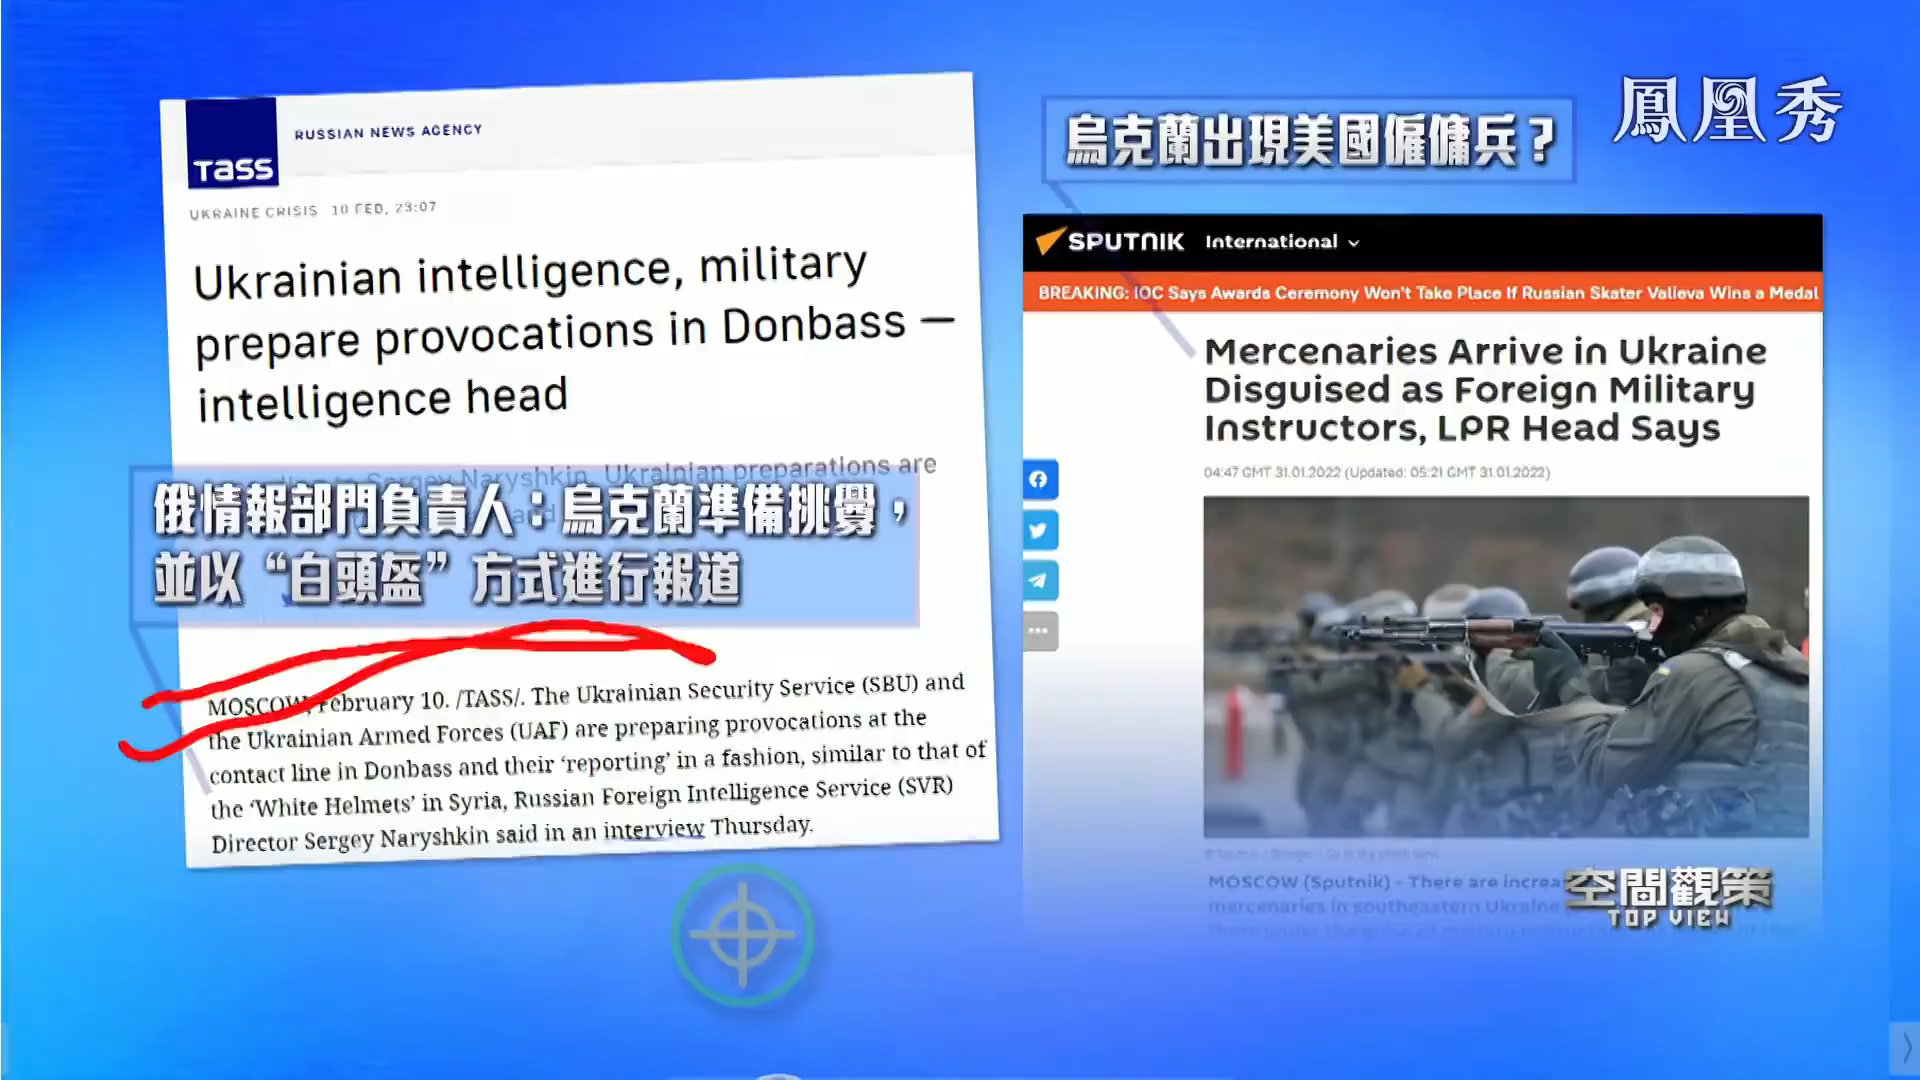 TASS
RUSSIAN NEWS AGENCY
UKRAINE CRISIS 10 FEB, 23:07
Ukrainian intelligence, military
prepare provocations in Donbass —
intelligence head
Sergey Naryshkin, Ukrainian preparations are
俄情報部門負責人：烏克蘭準備挑釁，
並以“白頭盔”方式進行報道
MOSCOW, February 10. /TASS/. The Ukrainian Security Service (SBU) and
the Ukrainian Armed Forces (UAF) are preparing provocations at the
contact line in Donbass and their ‘reporting’ in a fashion, similar to that of
the ‘White Helmets’ in Syria, Russian Foreign Intelligence Service (SVR)
Director Sergey Naryshkin said in an interview Thursday.
烏克蘭出現美國僱傭兵？
鳳凰秀
SPUTNIK International
BREAKING: IOC Says Awards Ceremony Won't Take Place If Russian Skater Valieva Wins a Medal
Mercenaries Arrive in Ukraine
Disguised as Foreign Military
Instructors, LPR Head Says
04:47 GMT 31.01.2022 (Updated: 05:21 GMT 31.01.2022)
MOSCOW (Sputnik) - There are increa
mercenaries in southeastern Ukraine
空間觀策
TOP VIEW